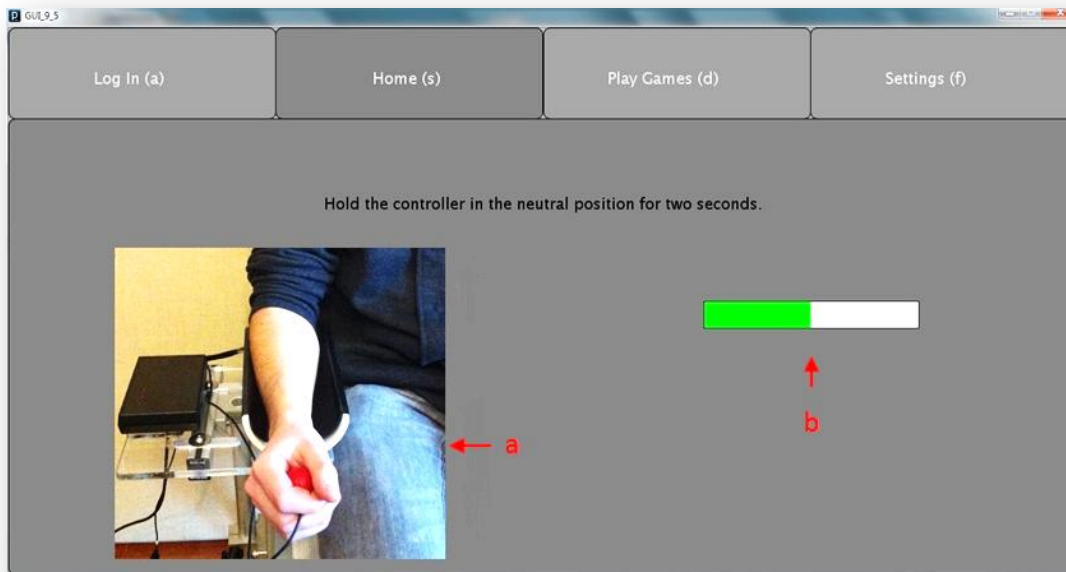 GUI_9_5
Log In (a)
Home (s)
Play Games (d)
Settings (f)
Hold the controller in the neutral position for two seconds.
a
b